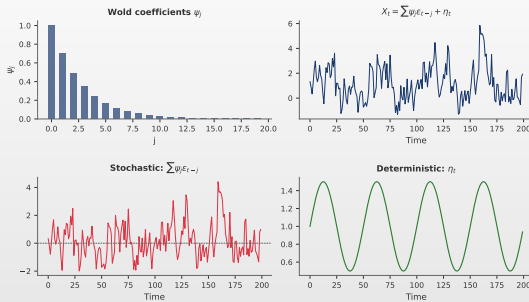 Wold coefficients ψj
1.0
0.8
0.6
0.4
0.2
0.0
ψj
0.0 2.5 5.0 7.5 10.0 12.5 15.0 17.5 20.0
j
Xt = ∑ψjεt−j + ηt
6
4
2
0
0 25 50 75 100 125 150 175 200
Time
Stochastic: ∑ψjεt−j
4
2
0
−2
0 25 50 75 100 125 150 175 200
Time
Deterministic: ηt
1.4
1.2
1.0
0.8
0.6
0 25 50 75 100 125 150 175 200
Time